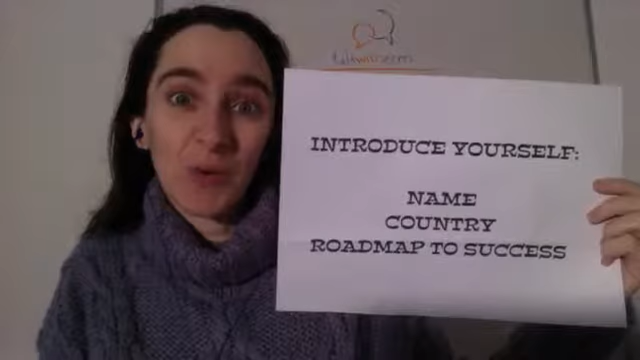 INTRODUCE YOURSELF:
NAME
COUNTRY
ROADMAP TO SUCCESS